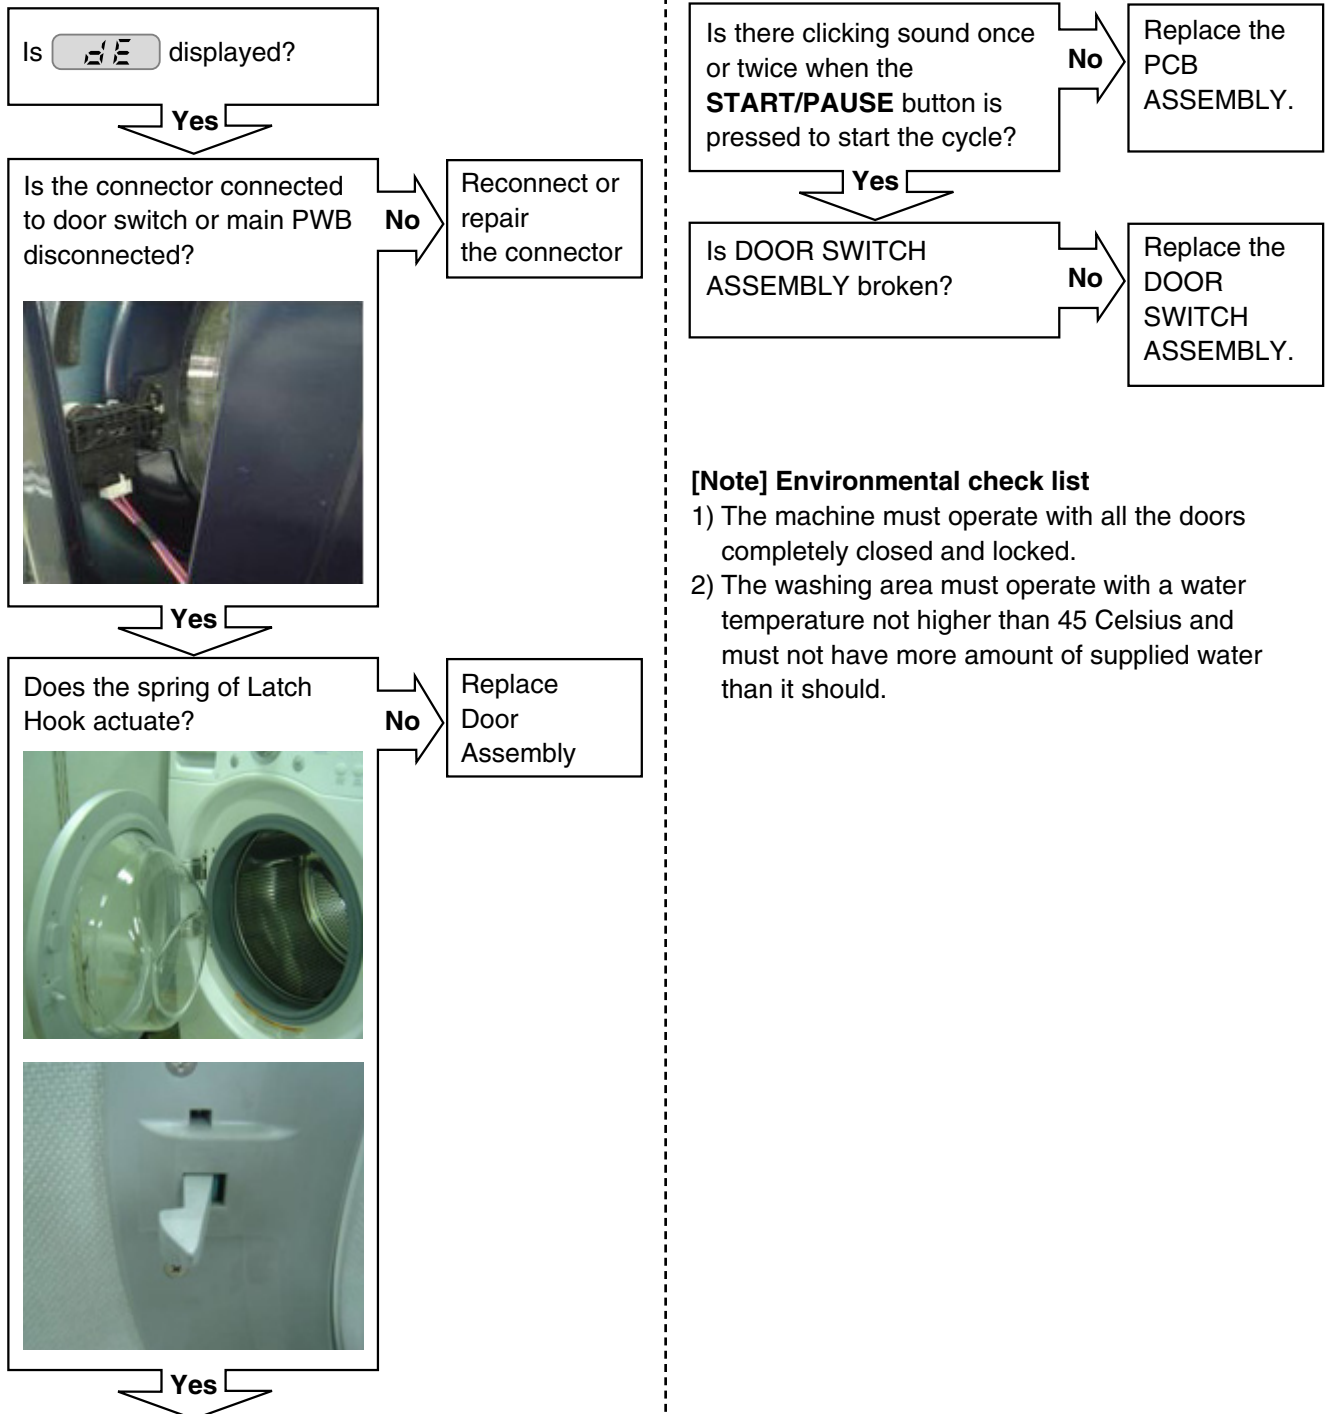 Is dE displayed?
Yes
Is the connector connected
to door switch or main PWB
disconnected?
No
Reconnect or
repair
the connector
Yes
Does the spring of Latch
Hook actuate?
No
Replace
Door
Assembly
Yes
Is there clicking sound once
or twice when the
START/PAUSE button is
pressed to start the cycle?
No
Replace the
PCB
ASSEMBLY.
Yes
Is DOOR SWITCH
ASSEMBLY broken?
No
Replace the
DOOR
SWITCH
ASSEMBLY.
[Note] Environmental check list
1) The machine must operate with all the doors
completely closed and locked.
2) The washing area must operate with a water
temperature not higher than 45 Celsius and
must not have more amount of supplied water
than it should.